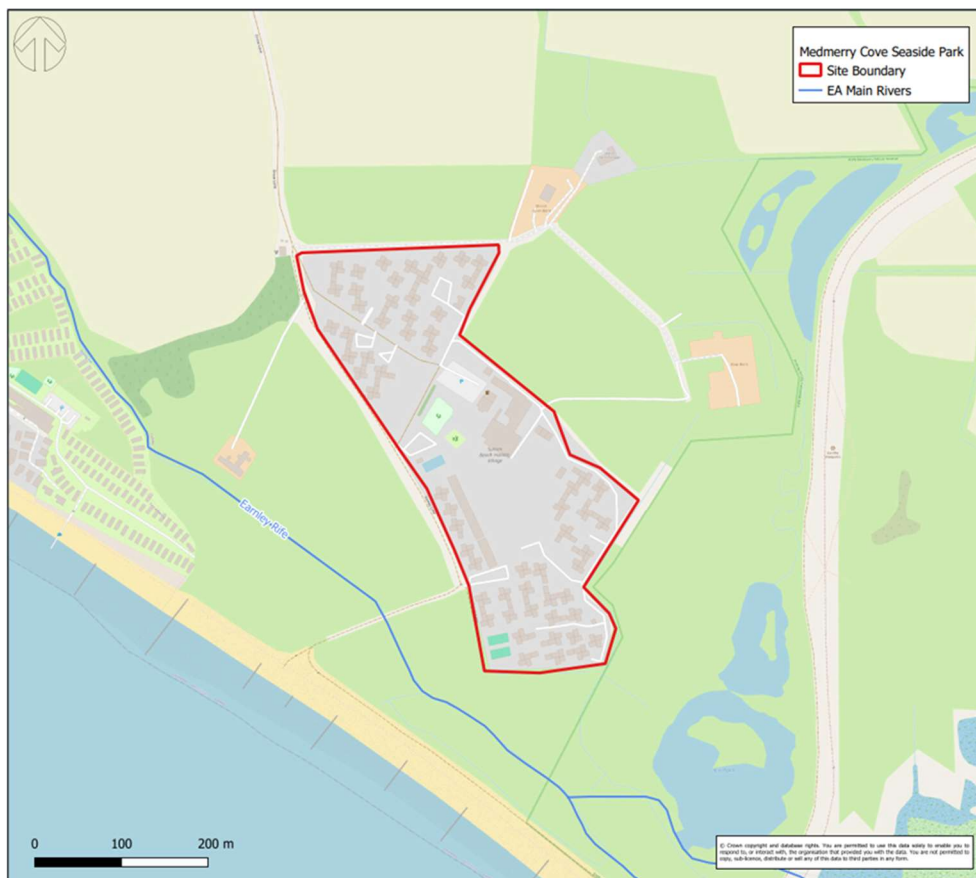 Medmerry Cove Seaside Park
Site Boundary
EA Main Rivers
Earnley Rife
0 100 200 m
© Crown copyright and database rights. You are permitted to use this data solely to enable you to
respond to, or interact with, the organisation that provided you with the data. You are not permitted to
copy, sub-licence, distribute or sell any of this data to third parties in any form.